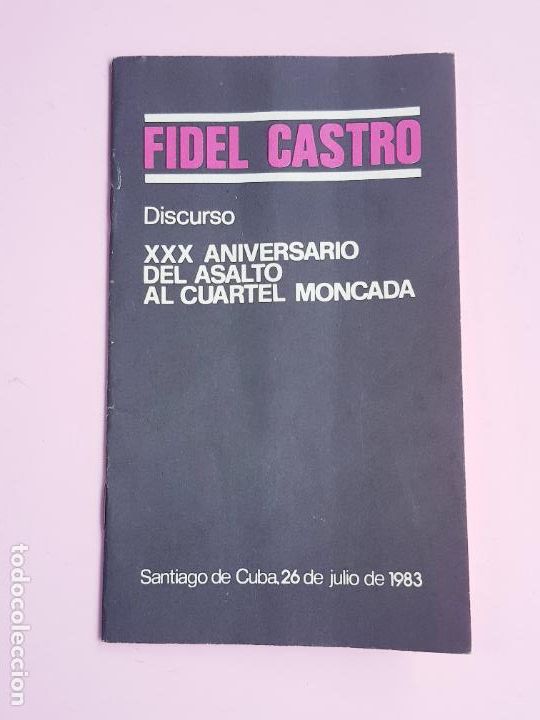 FIDEL CASTRO
Discurso
XXX ANIVERSARIO
DEL ASALTO
AL CUARTEL MONCADA
Santiago de Cuba, 26 de julio de 1983
todocoleccion